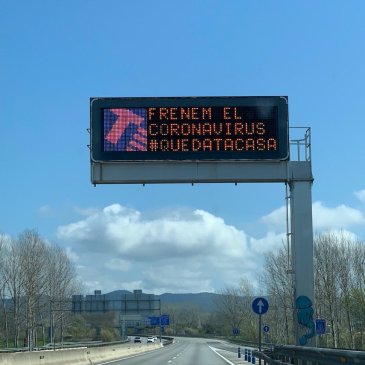 FRENEM EL
CORONAVIRUS
#QUEDATACASA